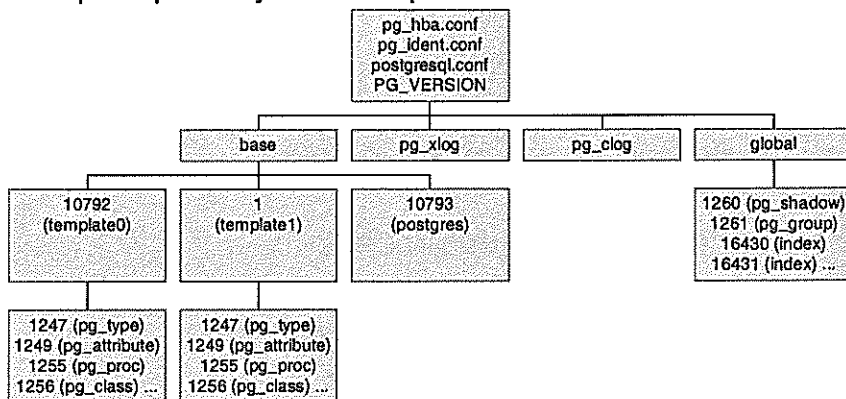 pg_hba.conf
pg_ident.conf
postgresql.conf
PG_VERSION
base
pg_xlog
pg_clog
global
10792
(template0)
1
(template1)
10793
(postgres)
1260 (pg_shadow)
1261 (pg_group)
16430 (index)
16431 (index) ...
1247 (pg_type)
1249 (pg_attribute)
1255 (pg_proc)
1256 (pg_class) ...
1247 (pg_type)
1249 (pg_attribute)
1255 (pg_proc)
1256 (pg_class) ...